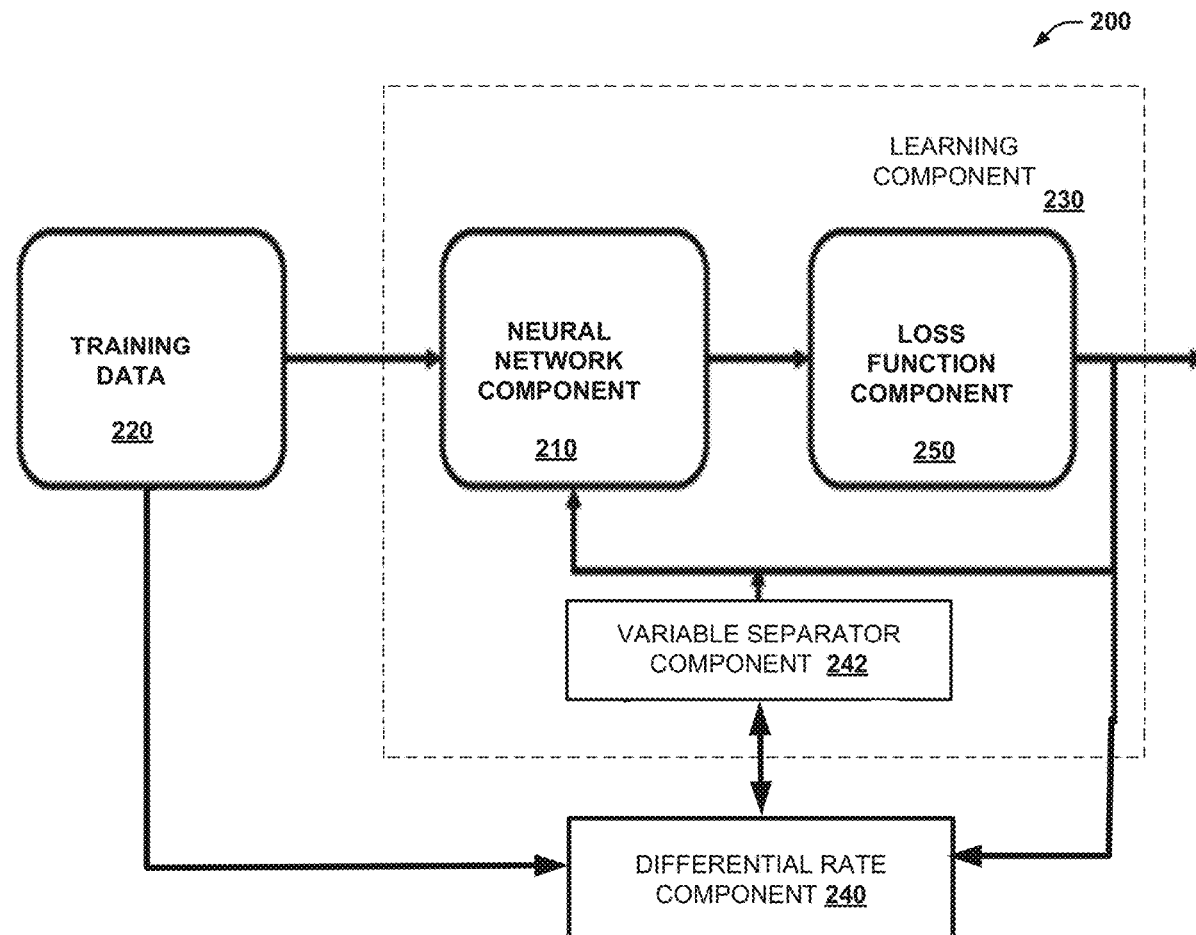 200
LEARNING
COMPONENT
230
TRAINING
DATA
220
NEURAL
NETWORK
COMPONENT
210
LOSS
FUNCTION
COMPONENT
250
VARIABLE SEPARATOR
COMPONENT 242
DIFFERENTIAL RATE
COMPONENT 240